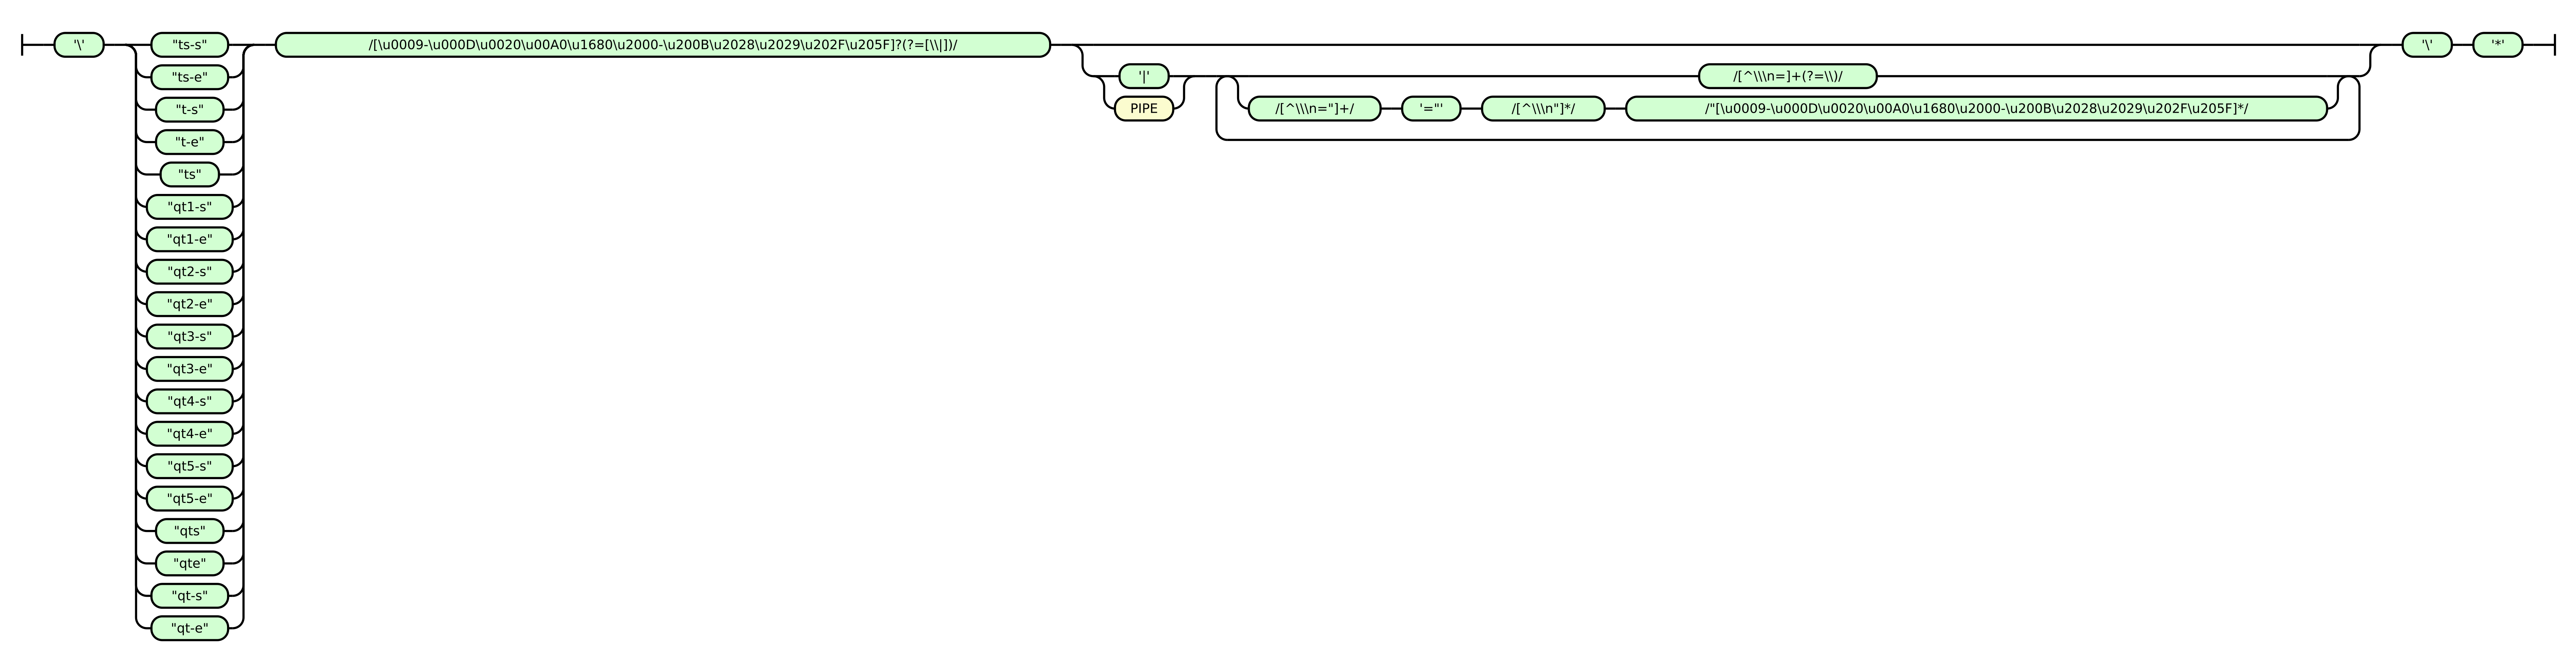 '\' "ts-s" /[\u0009-\u000D\u0020\u00A0\u1680\u2000-\u200B\u2028\u2029\u202F\u205F]?(?=[\\|])/ '\' '*'
"ts-e" '|' /[^\\\n=]+(?=\\)/
"t-s" PIPE /[^\\\n="]+/ '="' /[^\\\n"]*/ /"[\u0009-\u000D\u0020\u00A0\u1680\u2000-\u200B\u2028\u2029\u202F\u205F]*/
"t-e"
"ts"
"qt1-s"
"qt1-e"
"qt2-s"
"qt2-e"
"qt3-s"
"qt3-e"
"qt4-s"
"qt4-e"
"qt5-s"
"qt5-e"
"qts"
"qte"
"qt-s"
"qt-e"